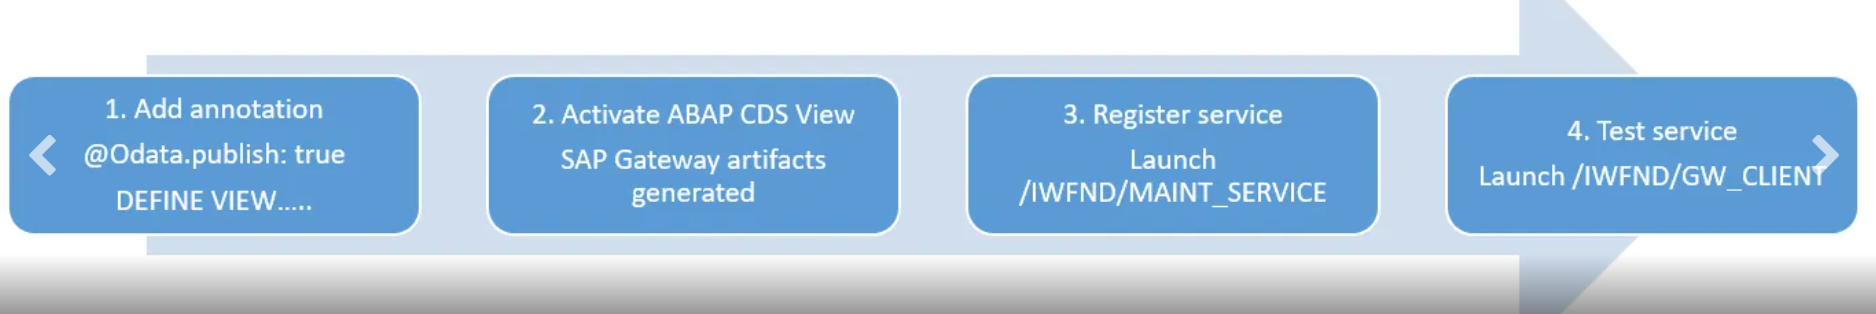 1. Add annotation
@Odata.publish: true
DEFINE VIEW.....
2. Activate ABAP CDS View
SAP Gateway artifacts
generated
3. Register service
Launch
/IWFND/MAINT_SERVICE
4. Test service
Launch /IWFND/GW_CLIENT